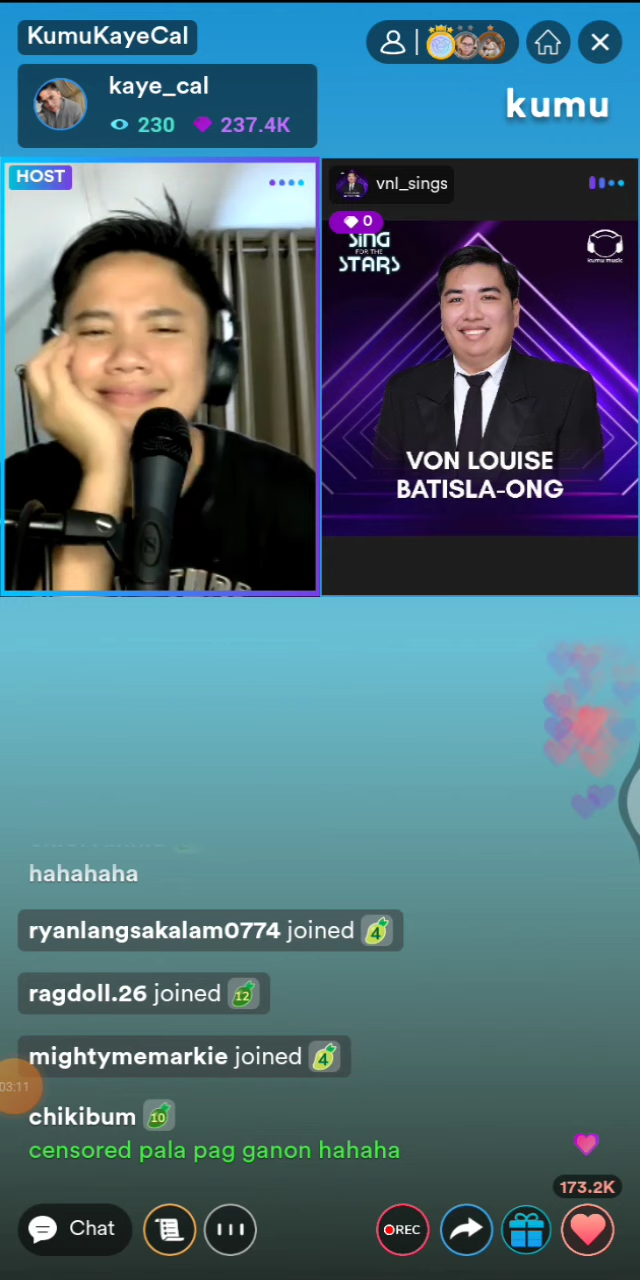 KumuKayeCal
kaye_cal
230 237.4K
kumu
HOST
vnl_sings
0
SING
FOR THE
STARS
kumu music
VON LOUISE
BATISLA-ONG
hahahaha
ryanlangsakalam0774 joined 4
ragdoll.26 joined 12
mightymemarkie joined 4
03:11
chikibum 10
censored pala pag ganon hahaha
173.2K
Chat
REC